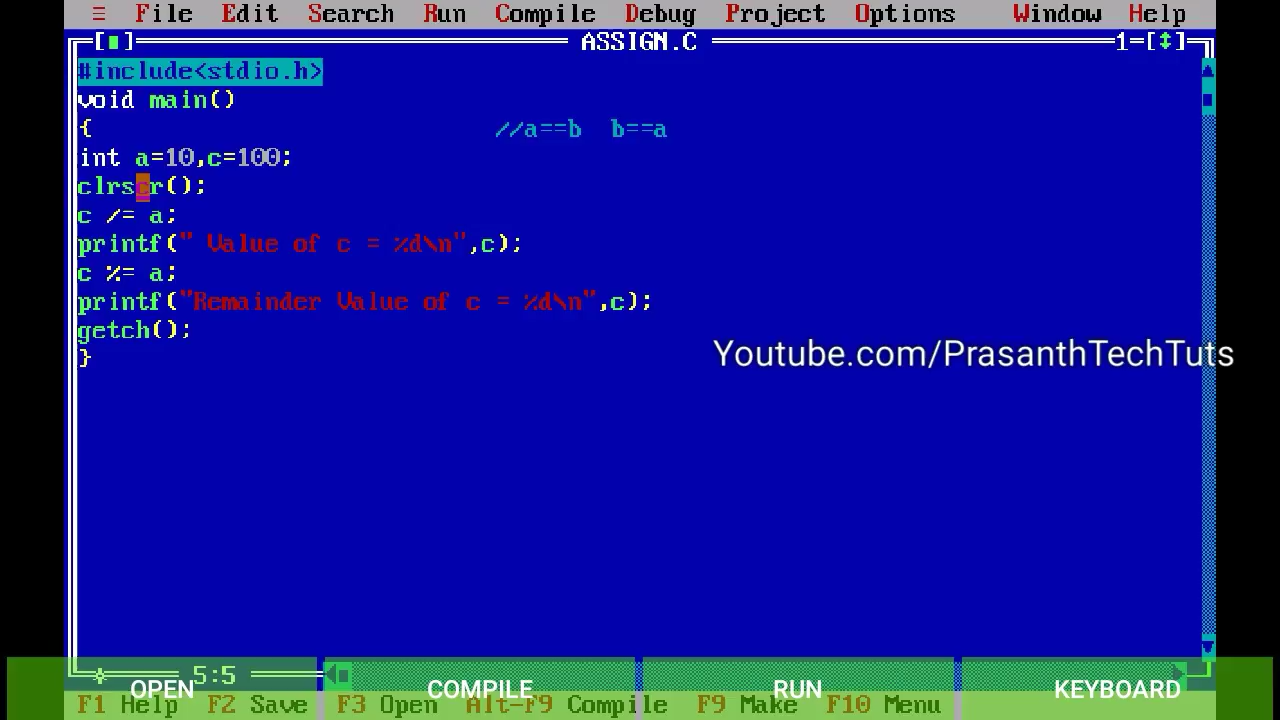 ≡ File Edit Search Run Compile Debug Project Options Window Help
[■] ASSIGN.C 1=[↕]
#include<stdio.h>
void main()
{ //a==b b==a
int a=10,c=100;
clrscr();
c /= a;
printf(" Value of c = %d\n",c);
c %= a;
printf("Remainder Value of c = %d\n",c);
getch();
}
Youtube.com/PrasanthTechTuts
5:5
OPEN COMPILE RUN KEYBOARD
F1 Help F2 Save F3 Open Alt-F9 Compile F9 Make F10 Menu